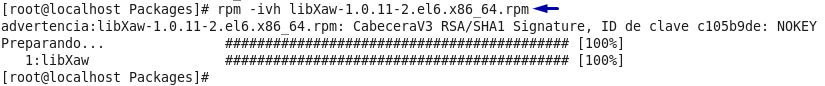 [root@localhost Packages]# rpm -ivh libXaw-1.0.11-2.el6.x86_64.rpm
advertencia:libXaw-1.0.11-2.el6.x86_64.rpm: CabeceraV3 RSA/SHA1 Signature, ID de clave c105b9de: NOKEY
Preparando... ########################################### [100%]
1:libXaw ########################################### [100%]
[root@localhost Packages]#